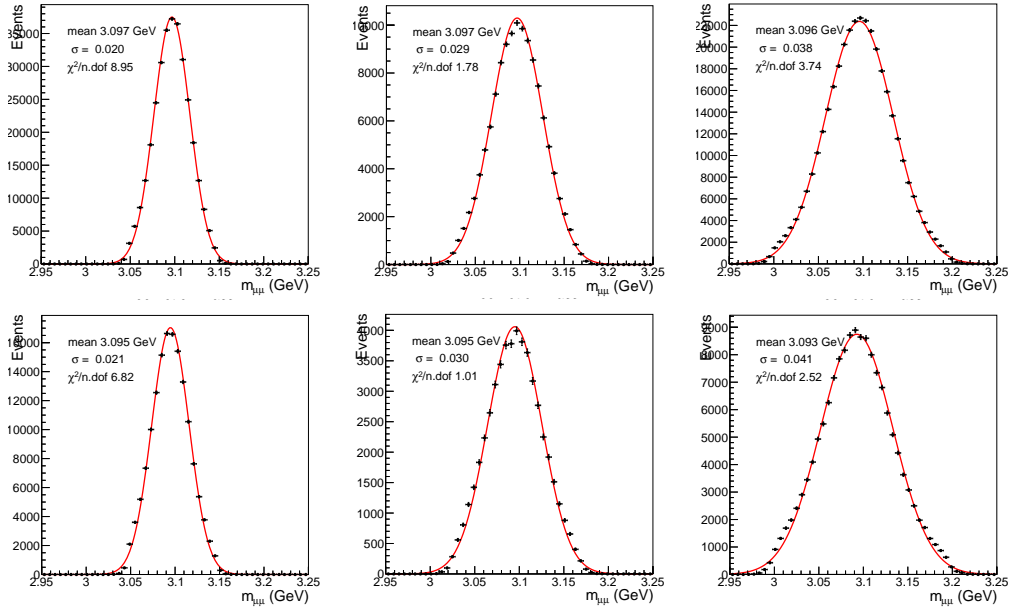 Events
mean 3.097 GeV
σ = 0.020
χ²/n.dof 8.95
35000
30000
25000
20000
15000
10000
5000
0
2.95 3 3.05 3.1 3.15 3.2 3.25
m_μμ (GeV)
Events
mean 3.097 GeV
σ = 0.029
χ²/n.dof 1.78
10000
8000
6000
4000
2000
0
2.95 3 3.05 3.1 3.15 3.2 3.25
m_μμ (GeV)
Events
mean 3.096 GeV
σ = 0.038
χ²/n.dof 3.74
22000
20000
18000
16000
14000
12000
10000
8000
6000
4000
2000
0
2.95 3 3.05 3.1 3.15 3.2 3.25
m_μμ (GeV)
Events
mean 3.095 GeV
σ = 0.021
χ²/n.dof 6.82
16000
14000
12000
10000
8000
6000
4000
2000
0
2.95 3 3.05 3.1 3.15 3.2 3.25
m_μμ (GeV)
Events
mean 3.095 GeV
σ = 0.030
χ²/n.dof 1.01
4000
3500
3000
2500
2000
1500
1000
500
0
2.95 3 3.05 3.1 3.15 3.2 3.25
m_μμ (GeV)
Events
mean 3.093 GeV
σ = 0.041
χ²/n.dof 2.52
9000
8000
7000
6000
5000
4000
3000
2000
1000
0
2.95 3 3.05 3.1 3.15 3.2 3.25
m_μμ (GeV)